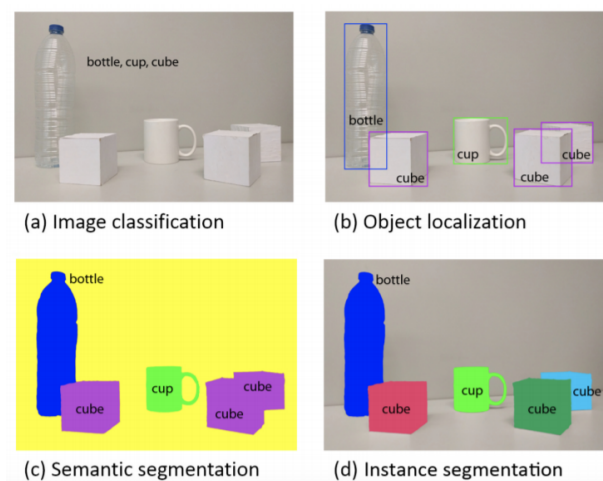 bottle, cup, cube
(a) Image classification
bottle
cup
cube
cube
cube
(b) Object localization
bottle
cup
cube
cube
cube
(c) Semantic segmentation
bottle
cup
cube
cube
cube
(d) Instance segmentation